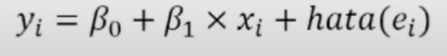 yᵢ = β₀ + β₁ × xᵢ + hata(eᵢ)